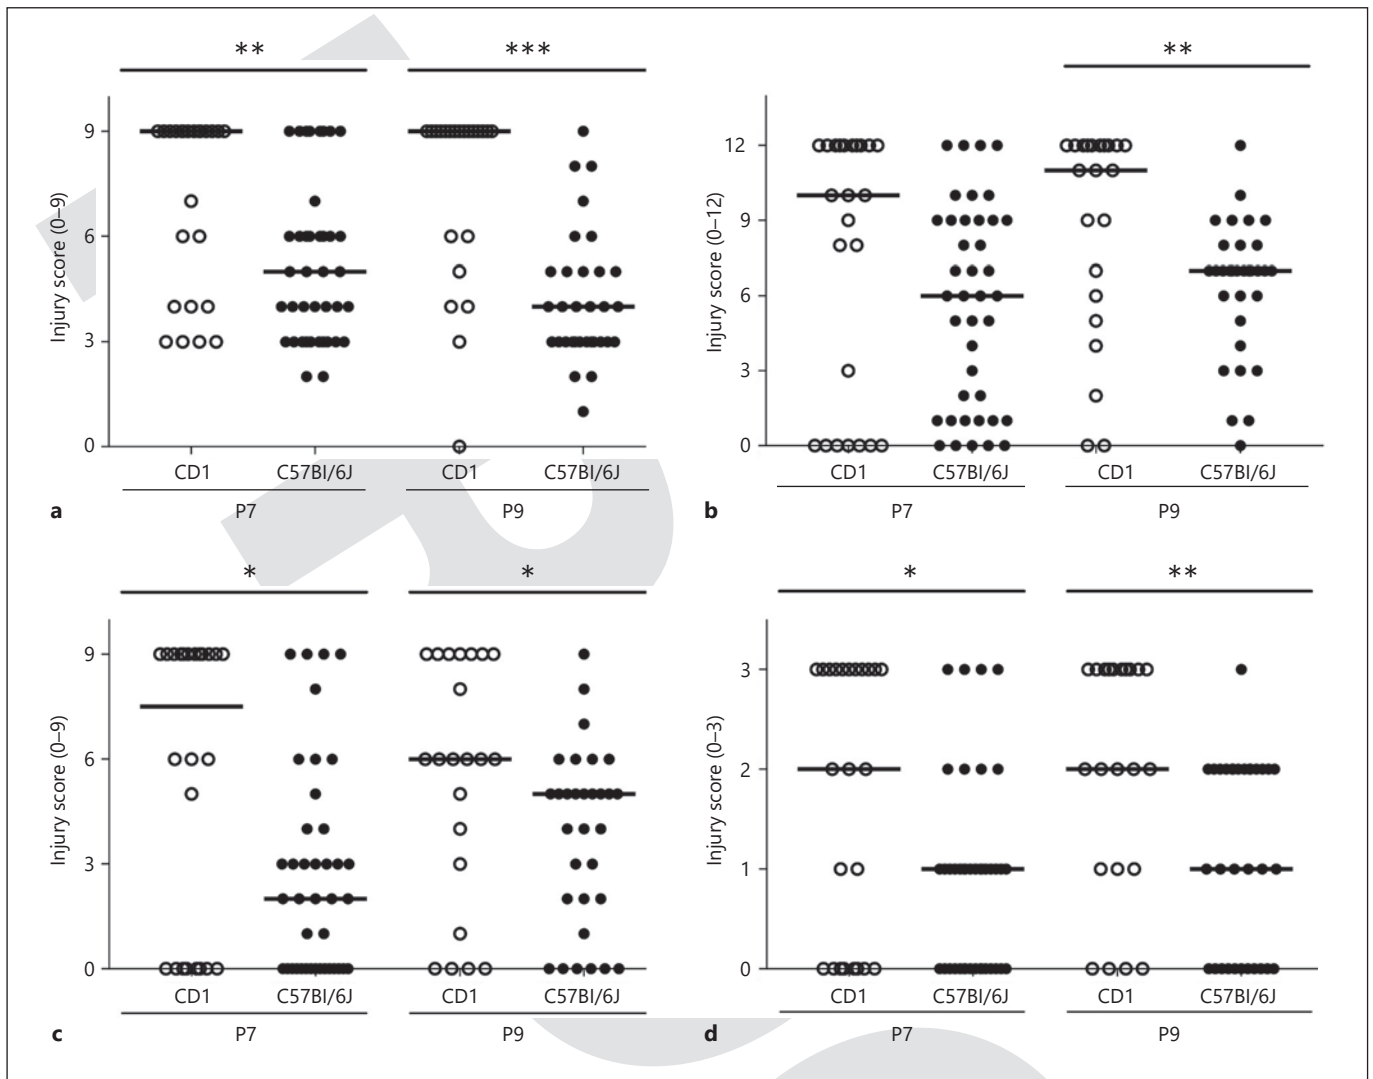 ** ***
Injury score (0–9)
9
6
3
0
CD1 C57Bl/6J CD1 C57Bl/6J
P7 P9
a
**
Injury score (0–12)
12
9
6
3
0
CD1 C57Bl/6J CD1 C57Bl/6J
P7 P9
b
* *
Injury score (0–9)
9
6
3
0
CD1 C57Bl/6J CD1 C57Bl/6J
P7 P9
c
* **
Injury score (0–3)
3
2
1
0
CD1 C57Bl/6J CD1 C57Bl/6J
P7 P9
d